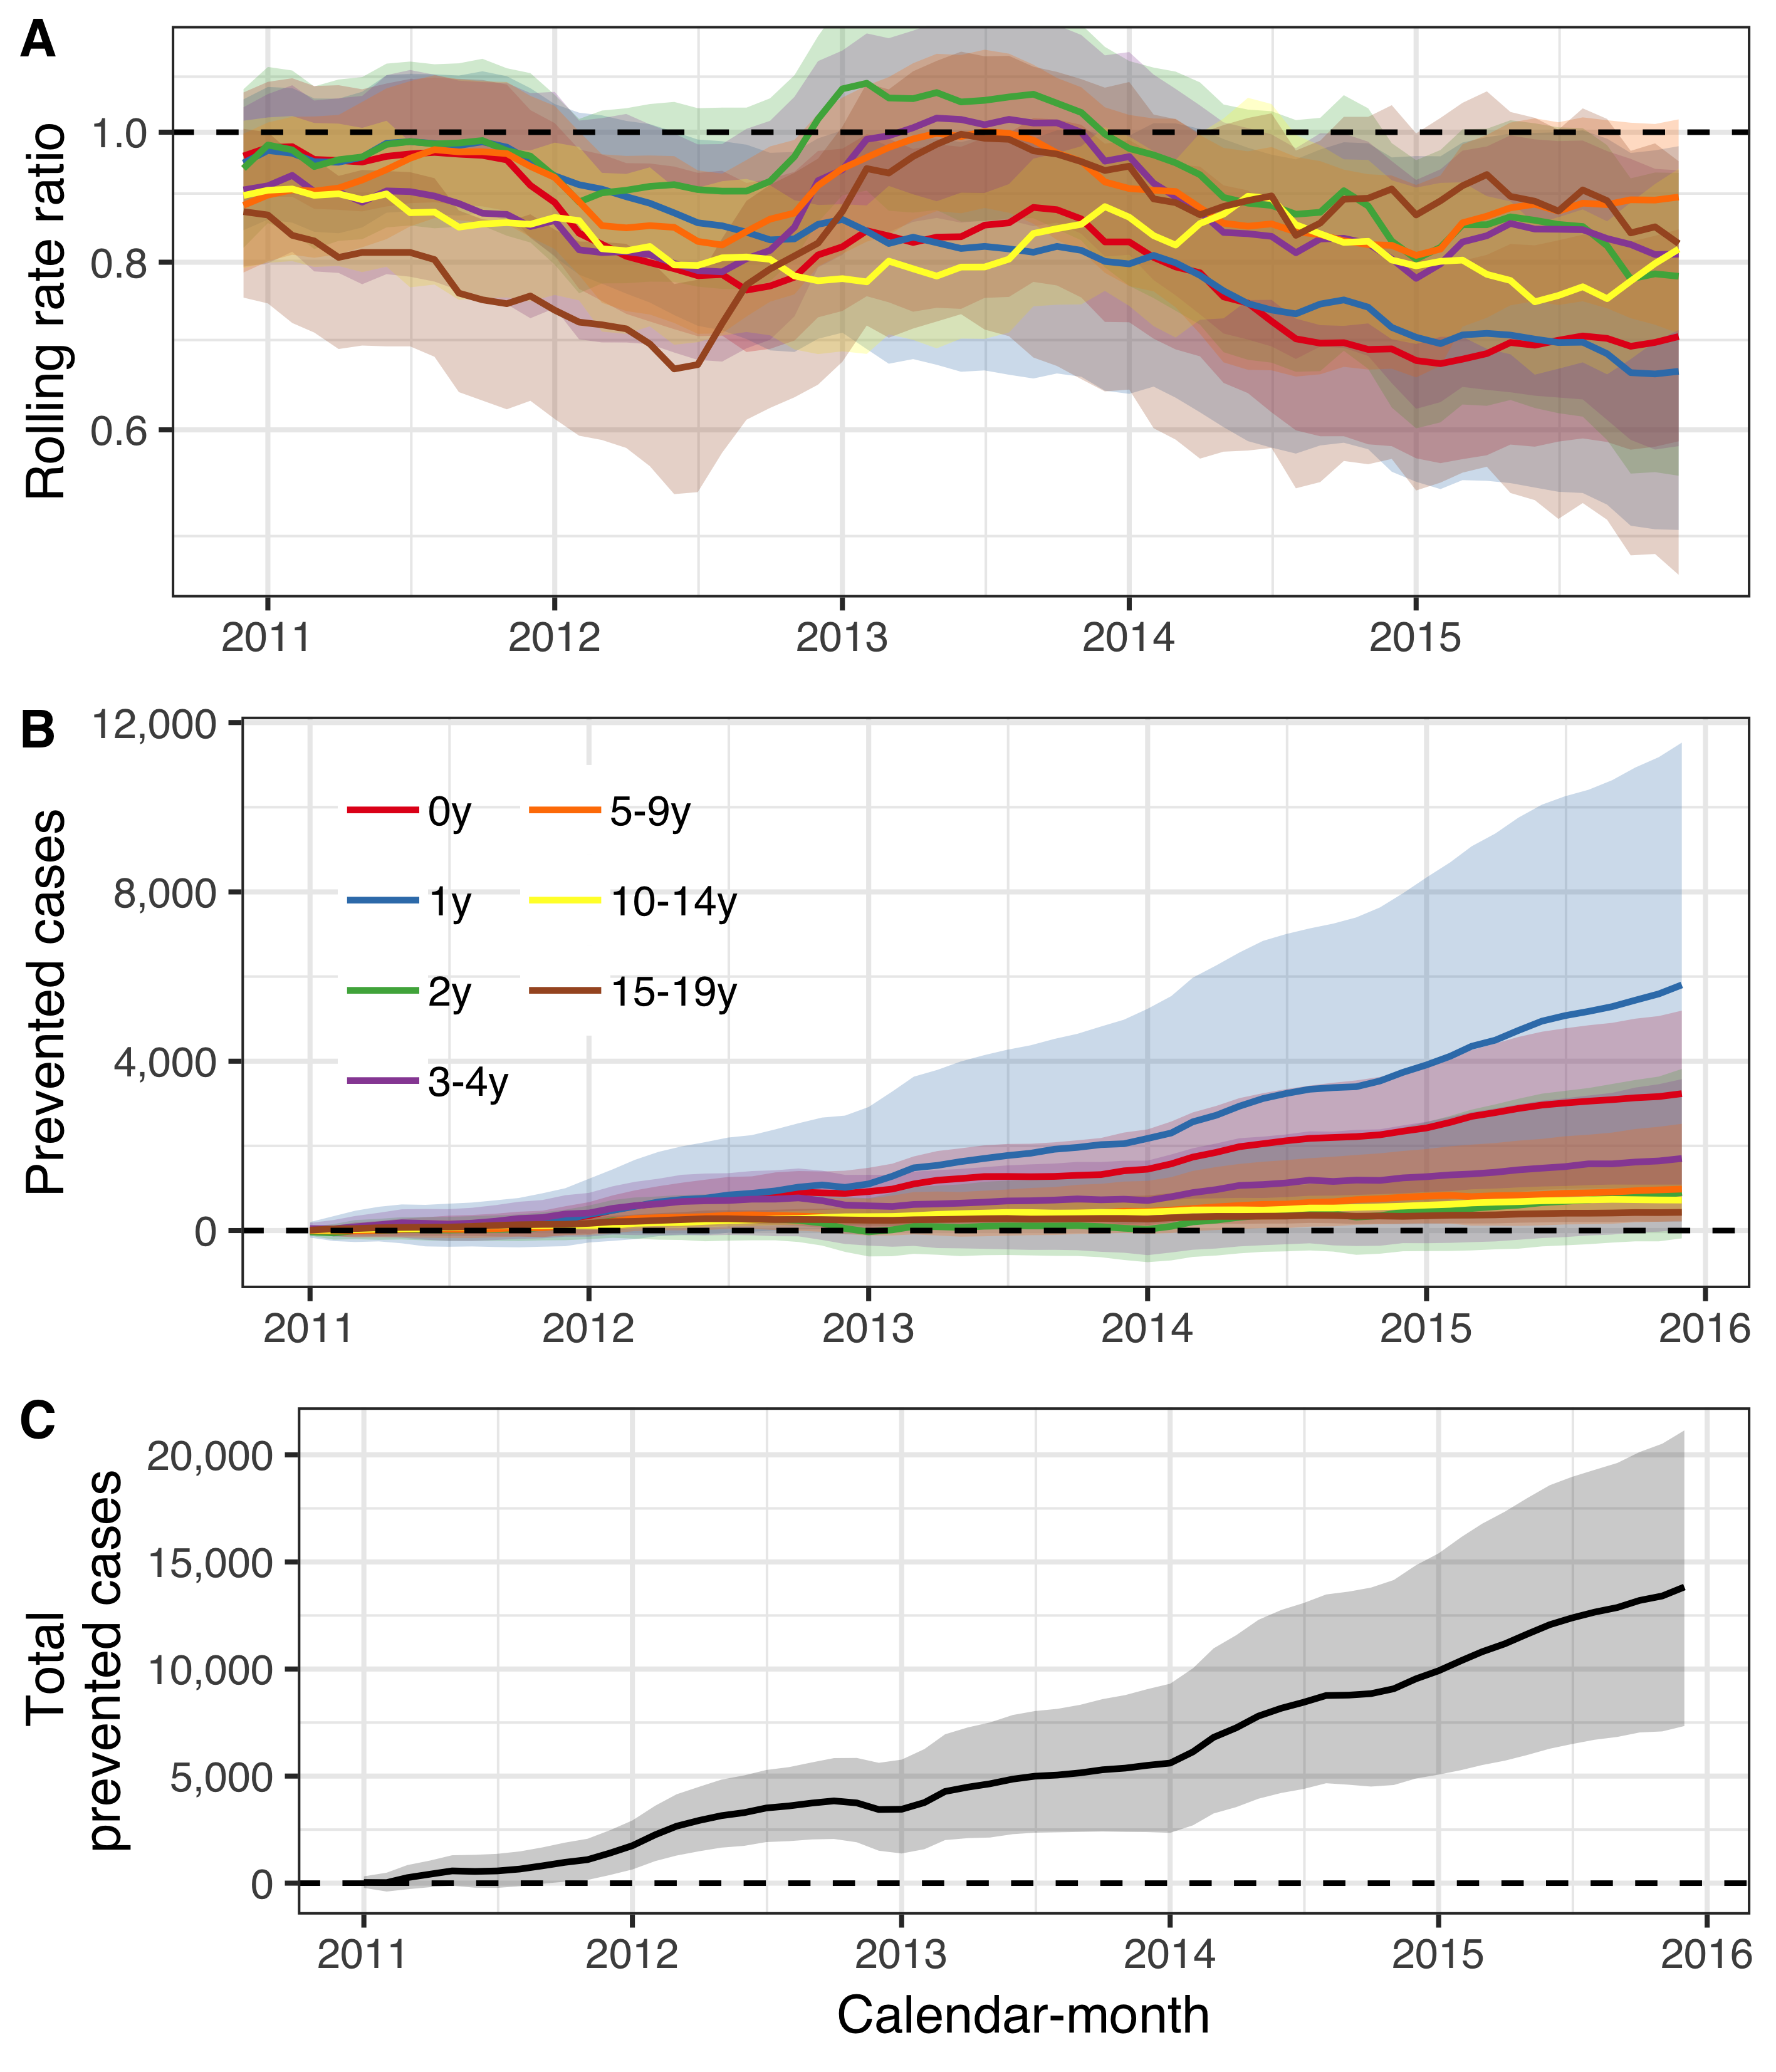 A
Rolling rate ratio
1.0
0.8
0.6
2011 2012 2013 2014 2015
B
Prevented cases
12,000
8,000
4,000
0
0y 5-9y
1y 10-14y
2y 15-19y
3-4y
2011 2012 2013 2014 2015 2016
C
Total
prevented cases
20,000
15,000
10,000
5,000
0
2011 2012 2013 2014 2015 2016
Calendar-month